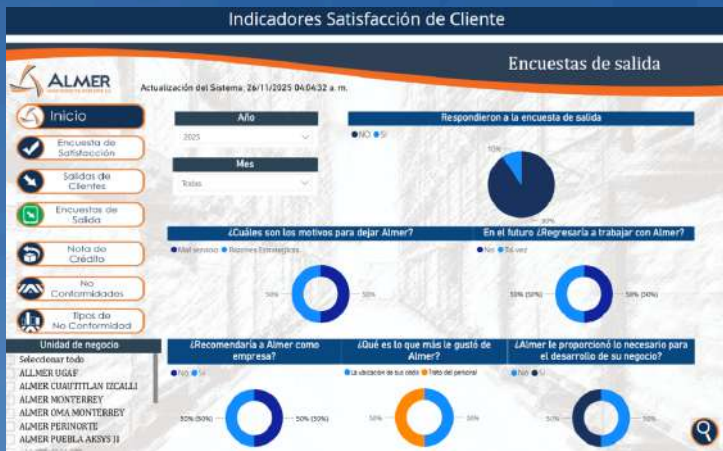 Indicadores Satisfacción de Cliente
Encuestas de salida
ALMER
Actualización del Sistema: 26/11/2025 04:04:32 a. m.
Inicio
Encuesta de
Satisfacción
Salidas de
Clientes
Encuestas de
Salida
Nota de
Crédito
No
Conformidades
Tipos de
No Conformidad
Unidad de negocio
Seleccionar todo
ALLMER UGAF
ALMER CUAUTITLAN IZCALLI
ALMER MONTERREY
ALMER OMA MONTERREY
ALMER PERINORTE
ALMER PUEBLA AKSYS II
Año
2025
Mes
Todas
Respondieron a la encuesta de salida
NO SI
10%
90%
¿Cuáles son los motivos para dejar Almer?
Mal servicio Razones Estratégicas
50% 50%
En el futuro ¿Regresaría a trabajar con Almer?
No Tal vez
50% (50%) 50% (50%)
¿Recomendaría a Almer como
empresa?
No Si
50% (50%) 50% (50%)
¿Qué es lo que más le gustó de
Almer?
La ubicación de sus cedis Trato del personal
50% 50%
¿Almer le proporcionó lo necesario para
el desarrollo de su negocio?
No Si
50% 50%